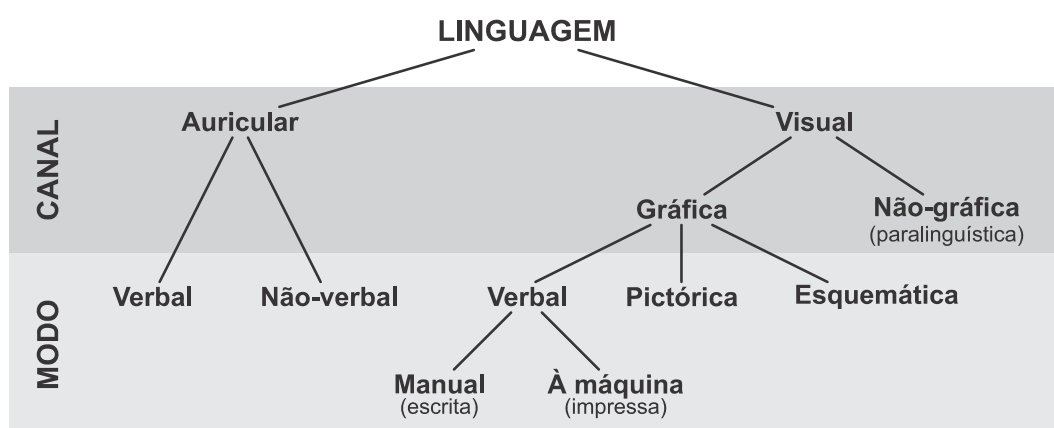 LINGUAGEM
CANAL
Auricular
Visual
Gráfica
Não-gráfica
(paralinguística)
MODO
Verbal
Não-verbal
Verbal
Pictórica
Esquemática
Manual
(escrita)
À máquina
(impressa)